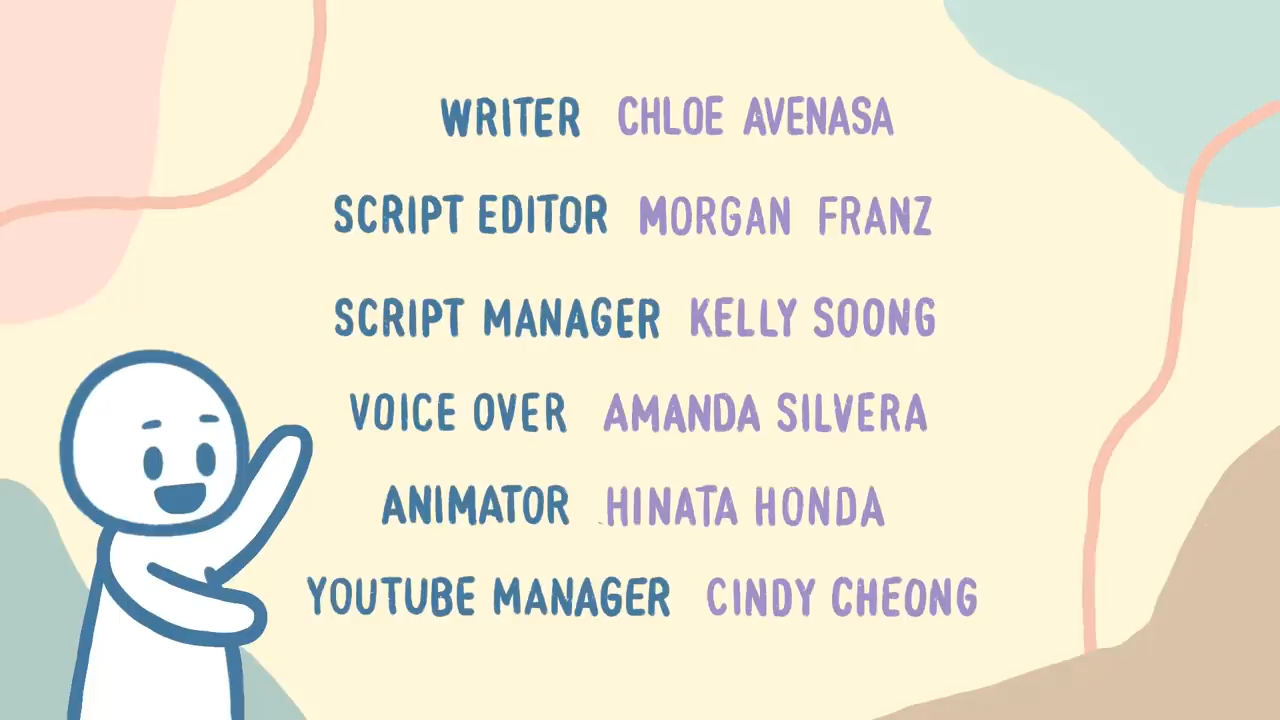 WRITER CHLOE AVENASA
SCRIPT EDITOR MORGAN FRANZ
SCRIPT MANAGER KELLY SOONG
VOICE OVER AMANDA SILVERA
ANIMATOR HINATA HONDA
YOUTUBE MANAGER CINDY CHEONG